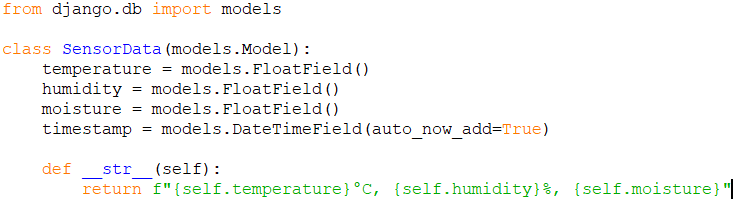 from django.db import models

class SensorData(models.Model):
    temperature = models.FloatField()
    humidity = models.FloatField()
    moisture = models.FloatField()
    timestamp = models.DateTimeField(auto_now_add=True)

    def __str__(self):
        return f"{self.temperature}°C, {self.humidity}%, {self.moisture}"